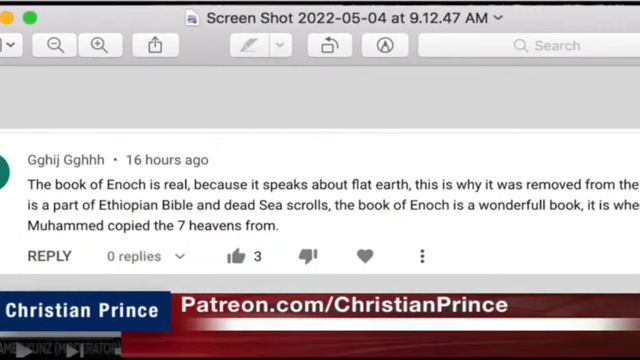 Screen Shot 2022-05-04 at 9.12.47 AM
Search
Gghij Gghhh • 16 hours ago
The book of Enoch is real, because it speaks about flat earth, this is why it was removed from the
is a part of Ethiopian Bible and dead Sea scrolls, the book of Enoch is a wonderfull book, it is
Muhammed copied the 7 heavens from.
REPLY 0 replies 3
Christian Prince
Patreon.com/ChristianPrince
(MODERATOR)